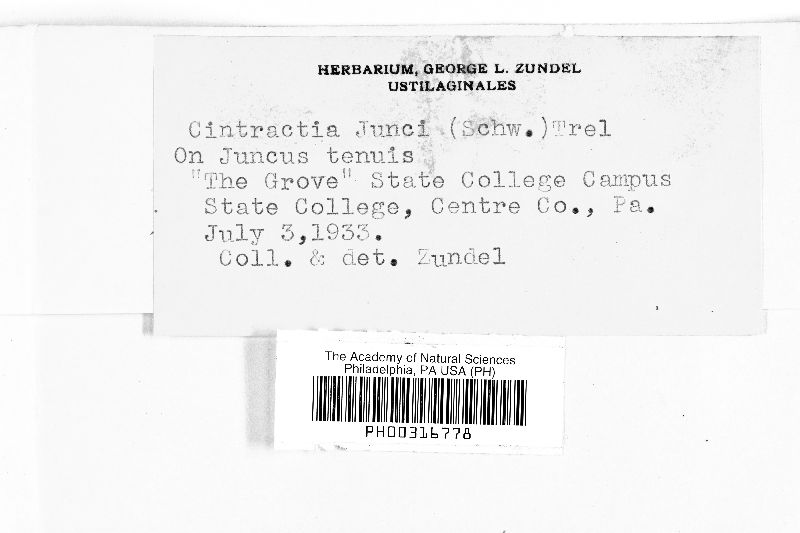 HERBARIUM, GEORGE L. ZUNDEL
USTILAGINALES
Cintractia Junci (Schw.)Trel
On Juncus tenuis
"The Grove" State College Campus
State College, Centre Co., Pa.
July 3,1933.
Coll. & det. Zundel
The Academy of Natural Sciences
Philadelphia, PA USA (PH)
PH00316778